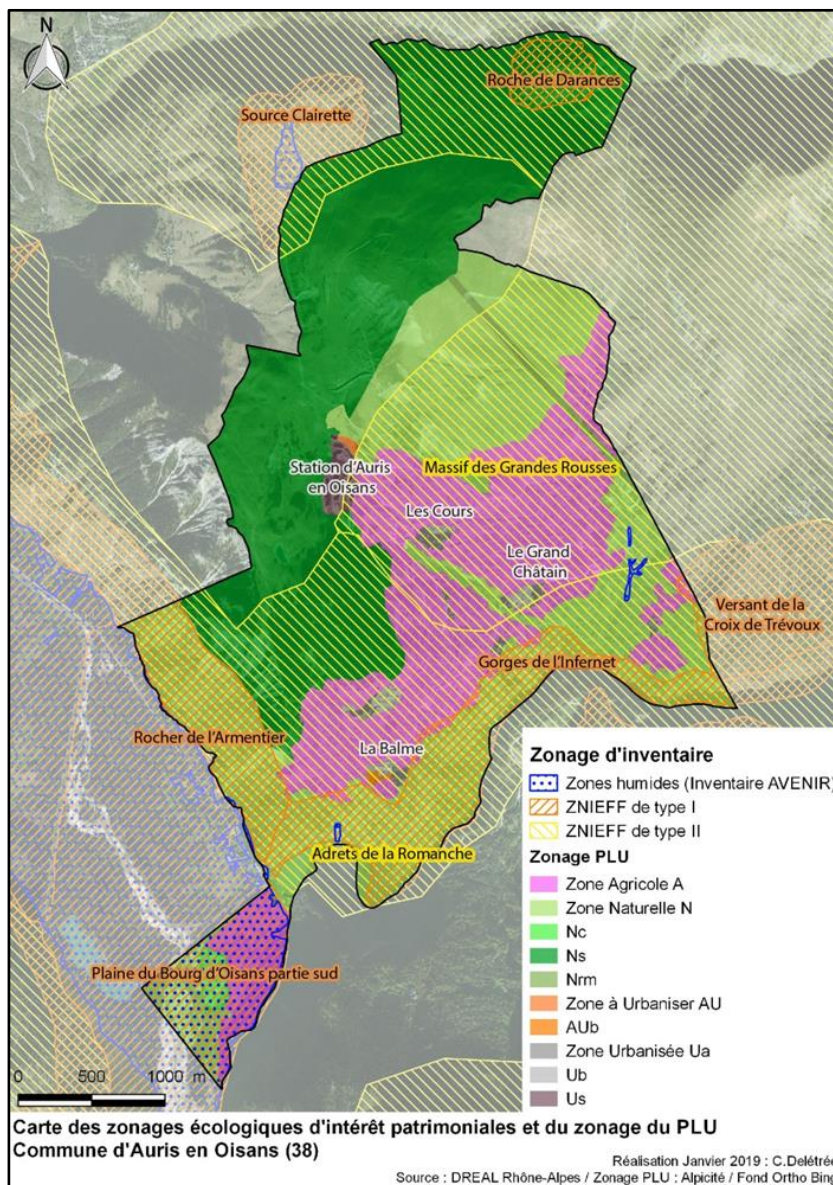 N
Roche de Darances
Source Clairette
Station d'Auris
en Oisans
Massif des Grandes Rousses
Les Cours
Le Grand
Châtain
Versant de la
Croix de Trévoux
Gorges de l'Infernet
Rocher de l'Armentier
La Balme
Adrets de la Romanche
Plaine du Bourg d'Oisans partie sud
0 500 1000 m
Zonage d'inventaire
Zones humides (Inventaire AVENIR)
ZNIEFF de type I
ZNIEFF de type II
Zonage PLU
Zone Agricole A
Zone Naturelle N
Nc
Ns
Nrm
Zone à Urbaniser AU
AUb
Zone Urbanisée Ua
Ub
Us
Carte des zonages écologiques d'intérêt patrimoniales et du zonage du PLU
Commune d'Auris en Oisans (38)
Réalisation Janvier 2019 : C.Delétrée
Source : DREAL Rhône-Alpes / Zonage PLU : Alpicité / Fond Ortho Bing